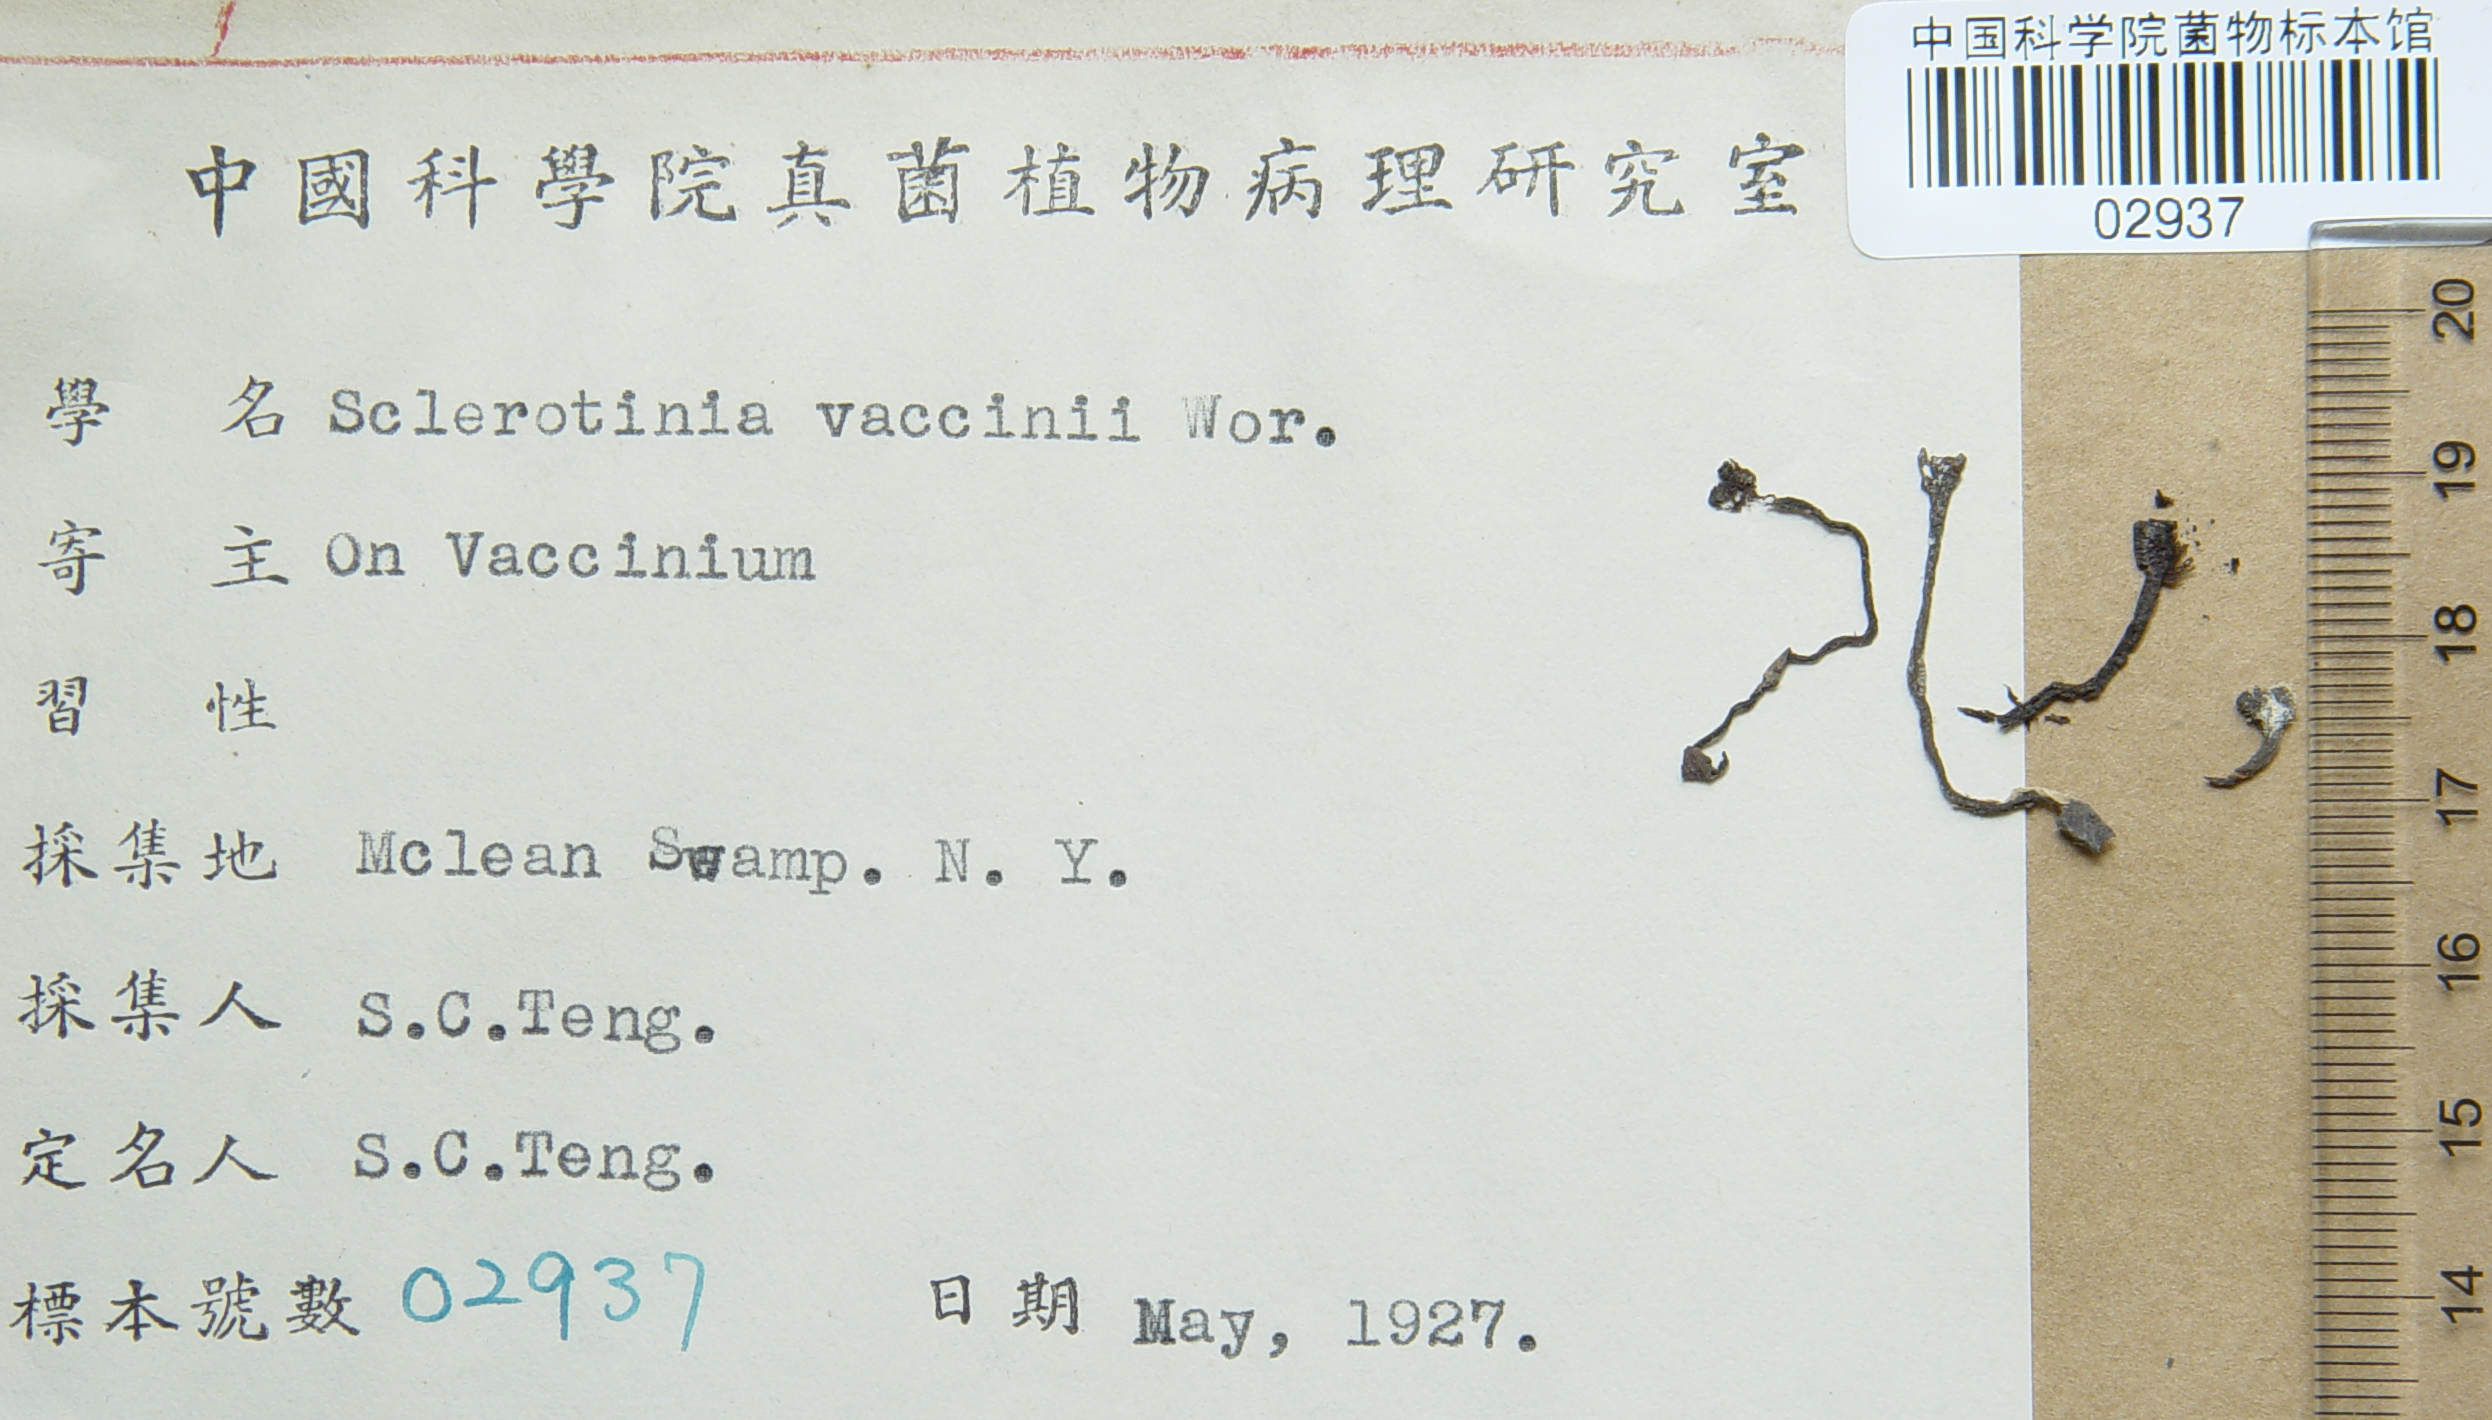 中国科学院菌物标本馆
02937
中國科學院真菌植物病理研究室
學名 Sclerotinia vaccinii Wor.
寄主 On Vaccinium
習性
採集地 Mclean Swamp. N. Y.
採集人 S.C.Teng.
定名人 S.C.Teng.
標本號數 02937 日期 May, 1927.
20
19
18
17
16
15
14